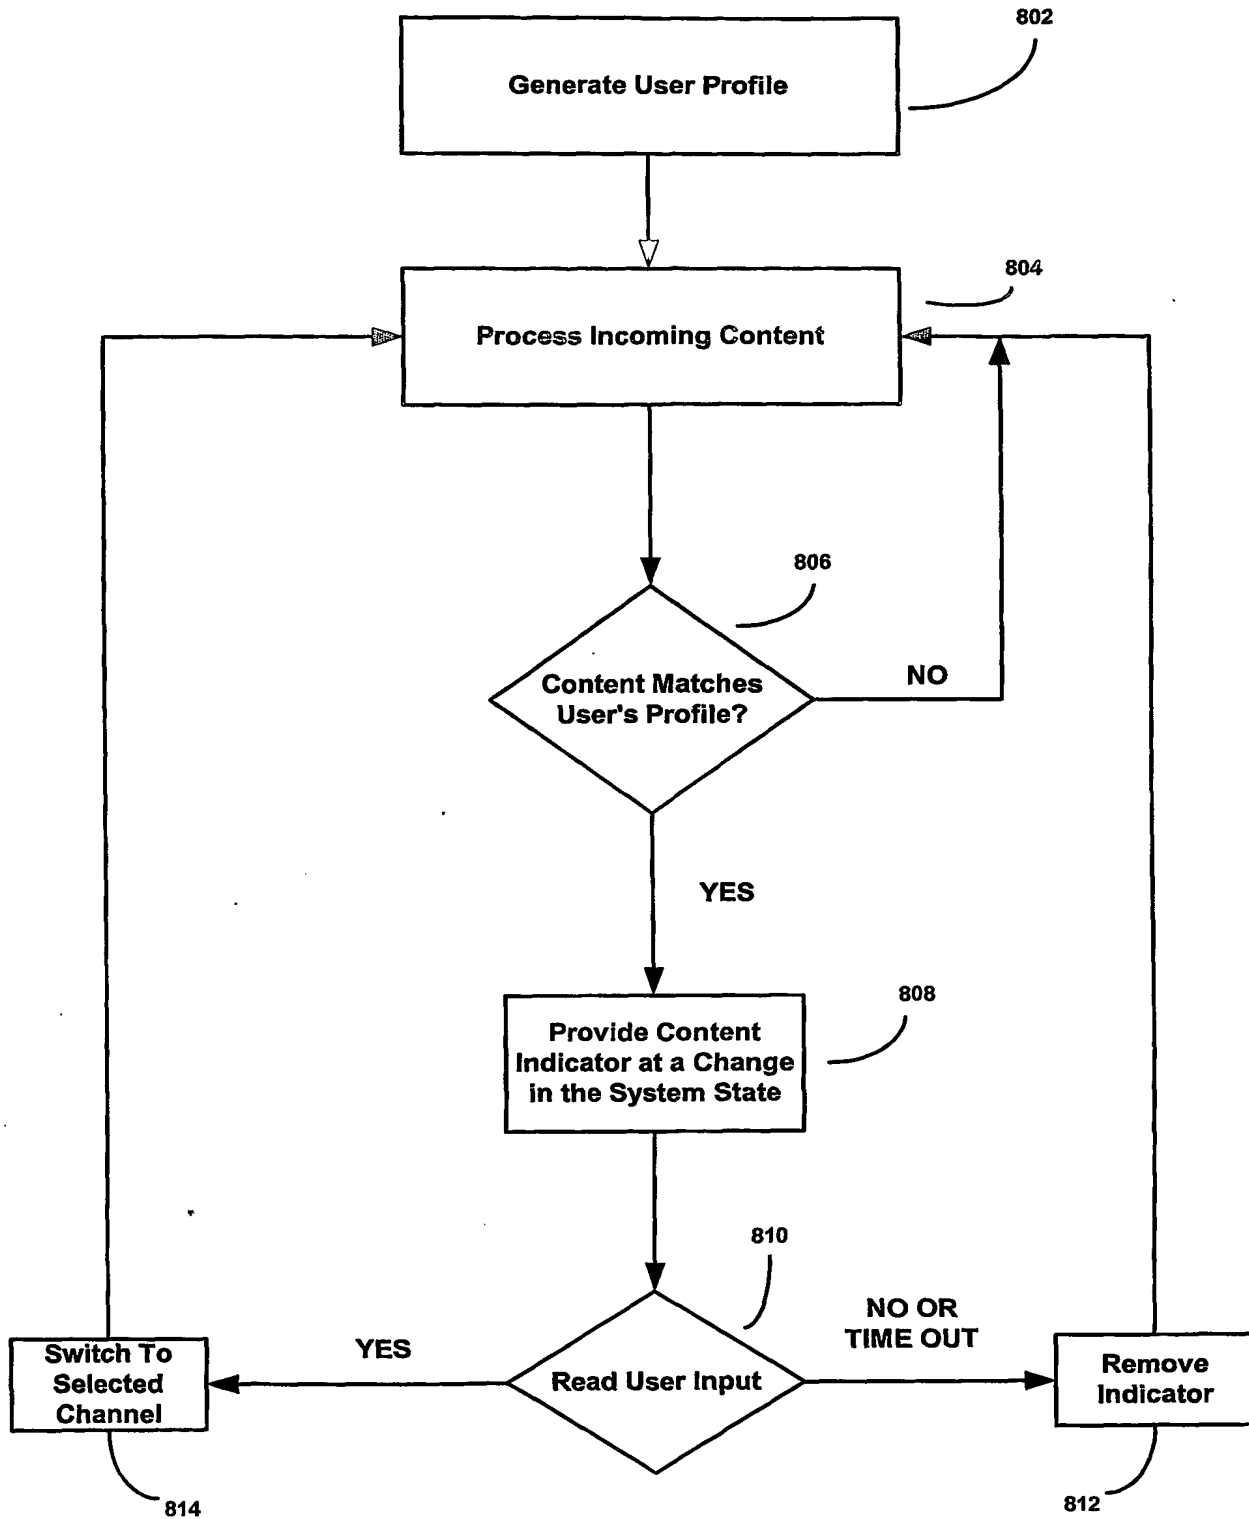 802
Generate User Profile
804
Process Incoming Content
806
Content Matches
User's Profile?
NO
YES
808
Provide Content
Indicator at a Change
in the System State
810
NO OR
TIME OUT
YES
Switch To
Selected
Channel
Read User Input
Remove
Indicator
814
812